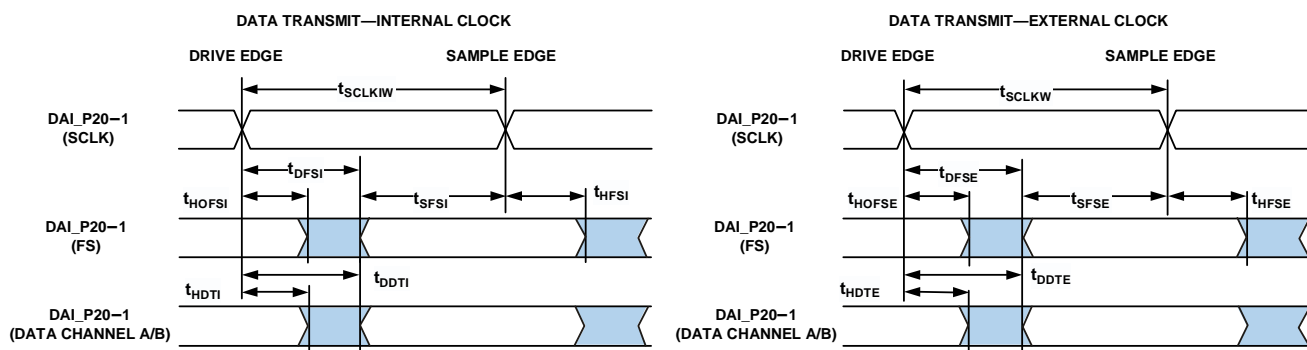 DATA TRANSMIT—INTERNAL CLOCK
DRIVE EDGE
SAMPLE EDGE
tSCLKIW
DAI_P20–1
(SCLK)
tDFSI
tHOFSI
tSFSI
tHFSI
DAI_P20–1
(FS)
tDDTI
tHDTI
DAI_P20–1
(DATA CHANNEL A/B)
DATA TRANSMIT—EXTERNAL CLOCK
DRIVE EDGE
SAMPLE EDGE
tSCLKW
DAI_P20–1
(SCLK)
tDFSE
tHOFSE
tSFSE
tHFSE
DAI_P20–1
(FS)
tDDTE
tHDTE
DAI_P20–1
(DATA CHANNEL A/B)